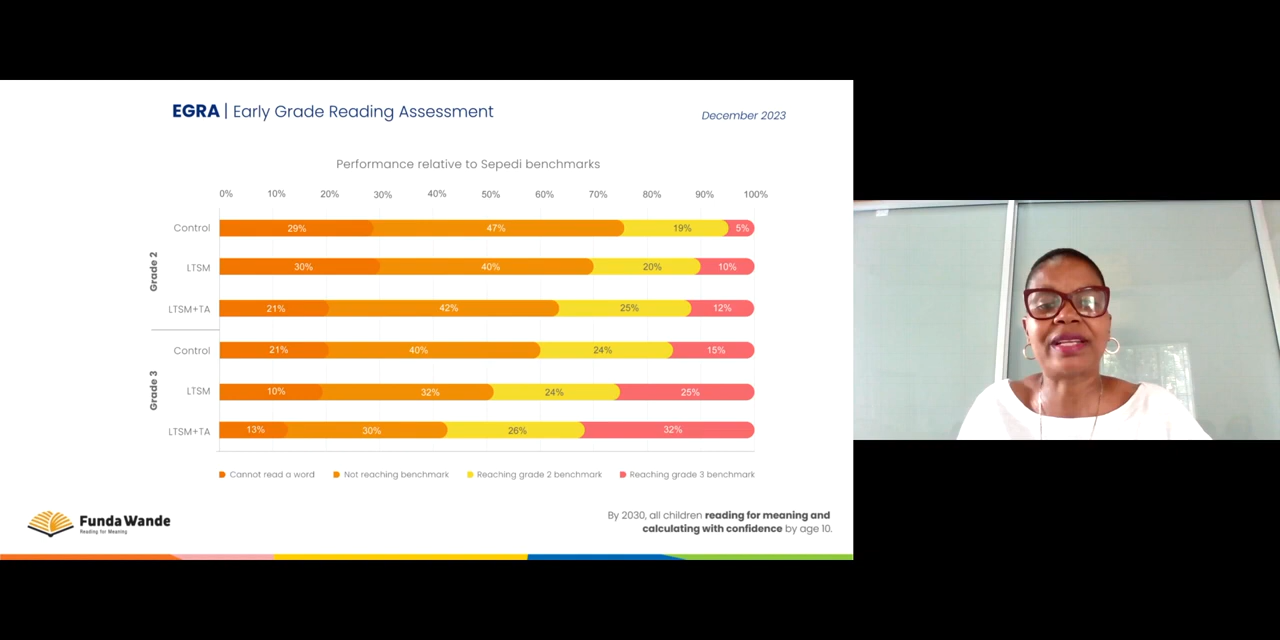 EGRA | Early Grade Reading Assessment
December 2023
Performance relative to Sepedi benchmarks
0% 10% 20% 30% 40% 50% 60% 70% 80% 90% 100%
Grade 2
Control 29% 47% 19% 5%
LTSM 30% 40% 20% 10%
LTSM+TA 21% 42% 25% 12%
Grade 3
Control 21% 40% 24% 15%
LTSM 10% 32% 24% 25%
LTSM+TA 13% 30% 26% 32%
Cannot read a word Not reaching benchmark Reaching grade 2 benchmark Reaching grade 3 benchmark
Funda Wande
Reading for Meaning
By 2030, all children reading for meaning and
calculating with confidence by age 10.